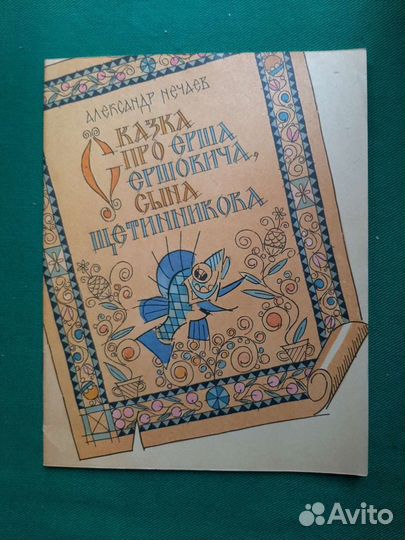 АЛЕКСАНДР НЕЧАЕВ
СКАЗКА
ПРО ЕРША
ЕРШОВИЧА,
СЫНА
ЩЕТИННИКОВА
Avito